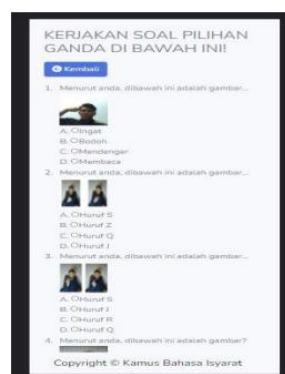 KERJAKAN SOAL PILIHAN
GANDA DI BAWAH INI!
Kembali
1. Menurut anda, dibawah ini adalah gambar...
A. Ingat
B. Bodoh
C. Mendengar
D. Membaca
2. Menurut anda, dibawah ini adalah gambar...
A. Huruf S
B. Huruf Z
C. Huruf Q
D. Huruf J
3. Menurut anda, dibawah ini adalah gambar...
A. Huruf S
B. Huruf J
C. Huruf R
D. Huruf Q
4. Menurut anda, dibawah ini adalah gambar?
Copyright © Kamus Bahasa Isyarat